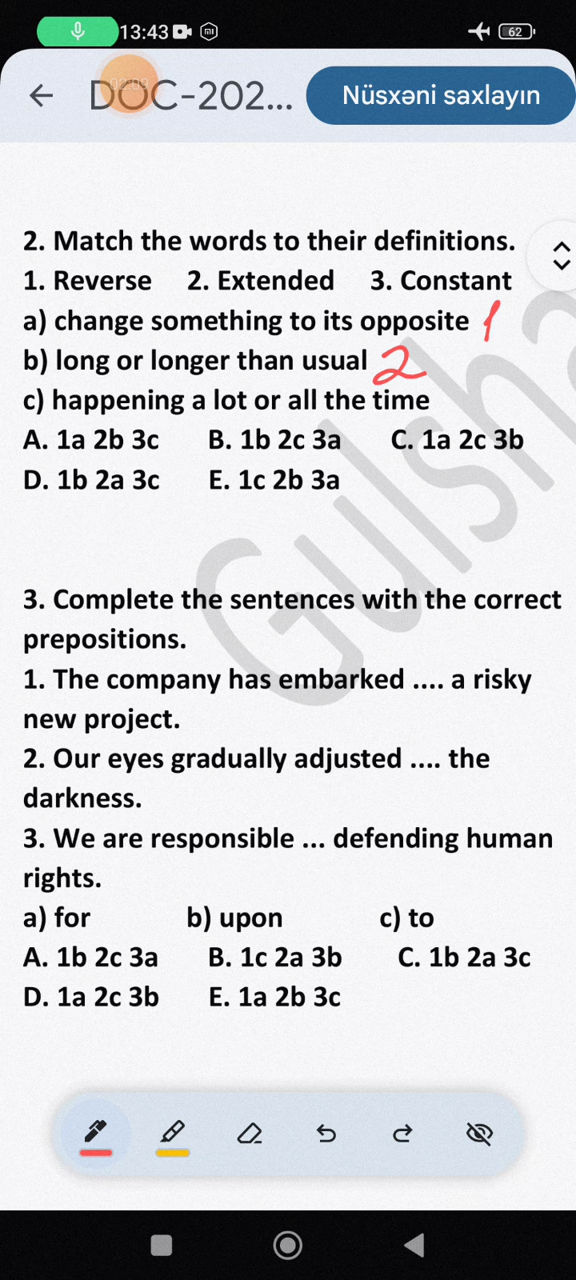 13:43 62
DOC-202... Nüsxəni saxlayın
2. Match the words to their definitions.
1. Reverse 2. Extended 3. Constant
a) change something to its opposite 1
b) long or longer than usual 2
c) happening a lot or all the time
A. 1a 2b 3c B. 1b 2c 3a C. 1a 2c 3b
D. 1b 2a 3c E. 1c 2b 3a
3. Complete the sentences with the correct
prepositions.
1. The company has embarked .... a risky
new project.
2. Our eyes gradually adjusted .... the
darkness.
3. We are responsible ... defending human
rights.
a) for b) upon c) to
A. 1b 2c 3a B. 1c 2a 3b C. 1b 2a 3c
D. 1a 2c 3b E. 1a 2b 3c
Gulsha